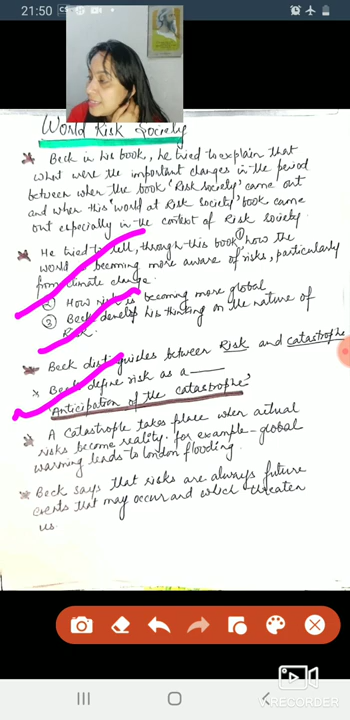 21:50
World Risk Society
Beck in his book, he tried to explain that
what were the important changes in the period
between when the book 'Risk Society' came out
and when this 'world at Risk Society' book came
out especially in the context of Risk society.
He tried to tell, through this book ① how the
world becoming more aware of risks, particularly
from climate change.
② How risk is becoming more global
③ Beck develop his thinking on the nature of
Risk.
Beck distinguishes between Risk and catastrophe
x Beck define risk as a
Anticipation of the catastrophe'
A catastrophe takes place when actual
risks become reality. for example - global
warming leads to london flooding.
Beck says that risks are always future
events that may occur and which threaten
us.
V RECORDER